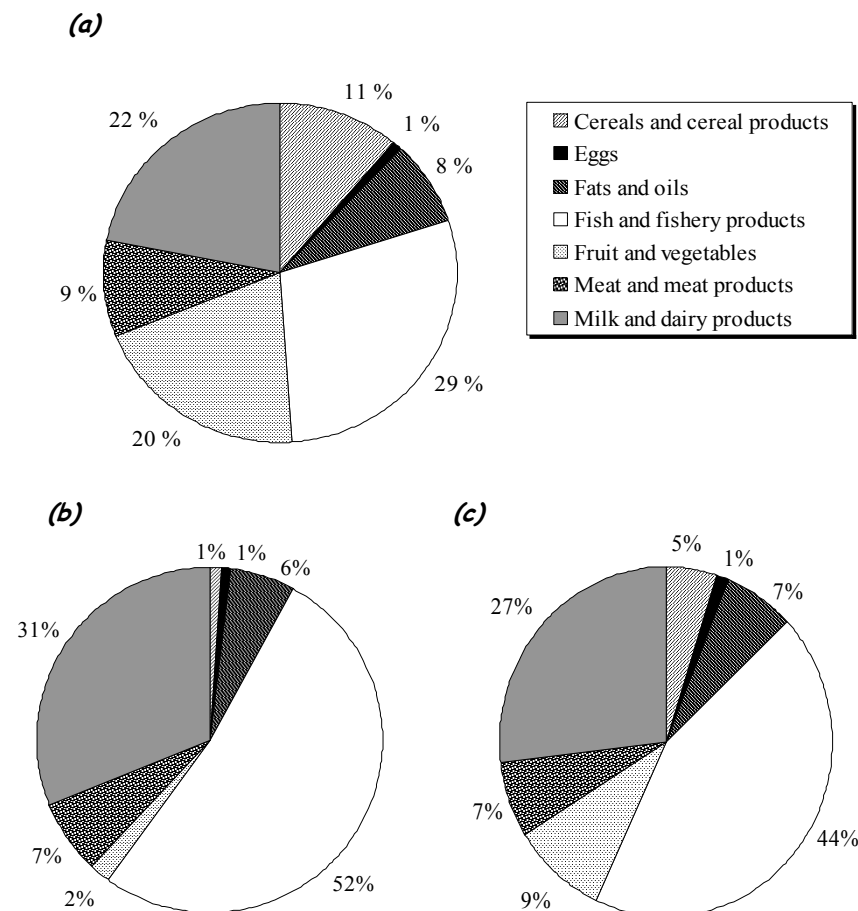 (a)
11 %
1 %
8 %
29 %
20 %
9 %
22 %
Cereals and cereal products
Eggs
Fats and oils
Fish and fishery products
Fruit and vegetables
Meat and meat products
Milk and dairy products
(b)
1%
1%
6%
52%
2%
7%
31%
(c)
5%
1%
7%
44%
9%
7%
27%